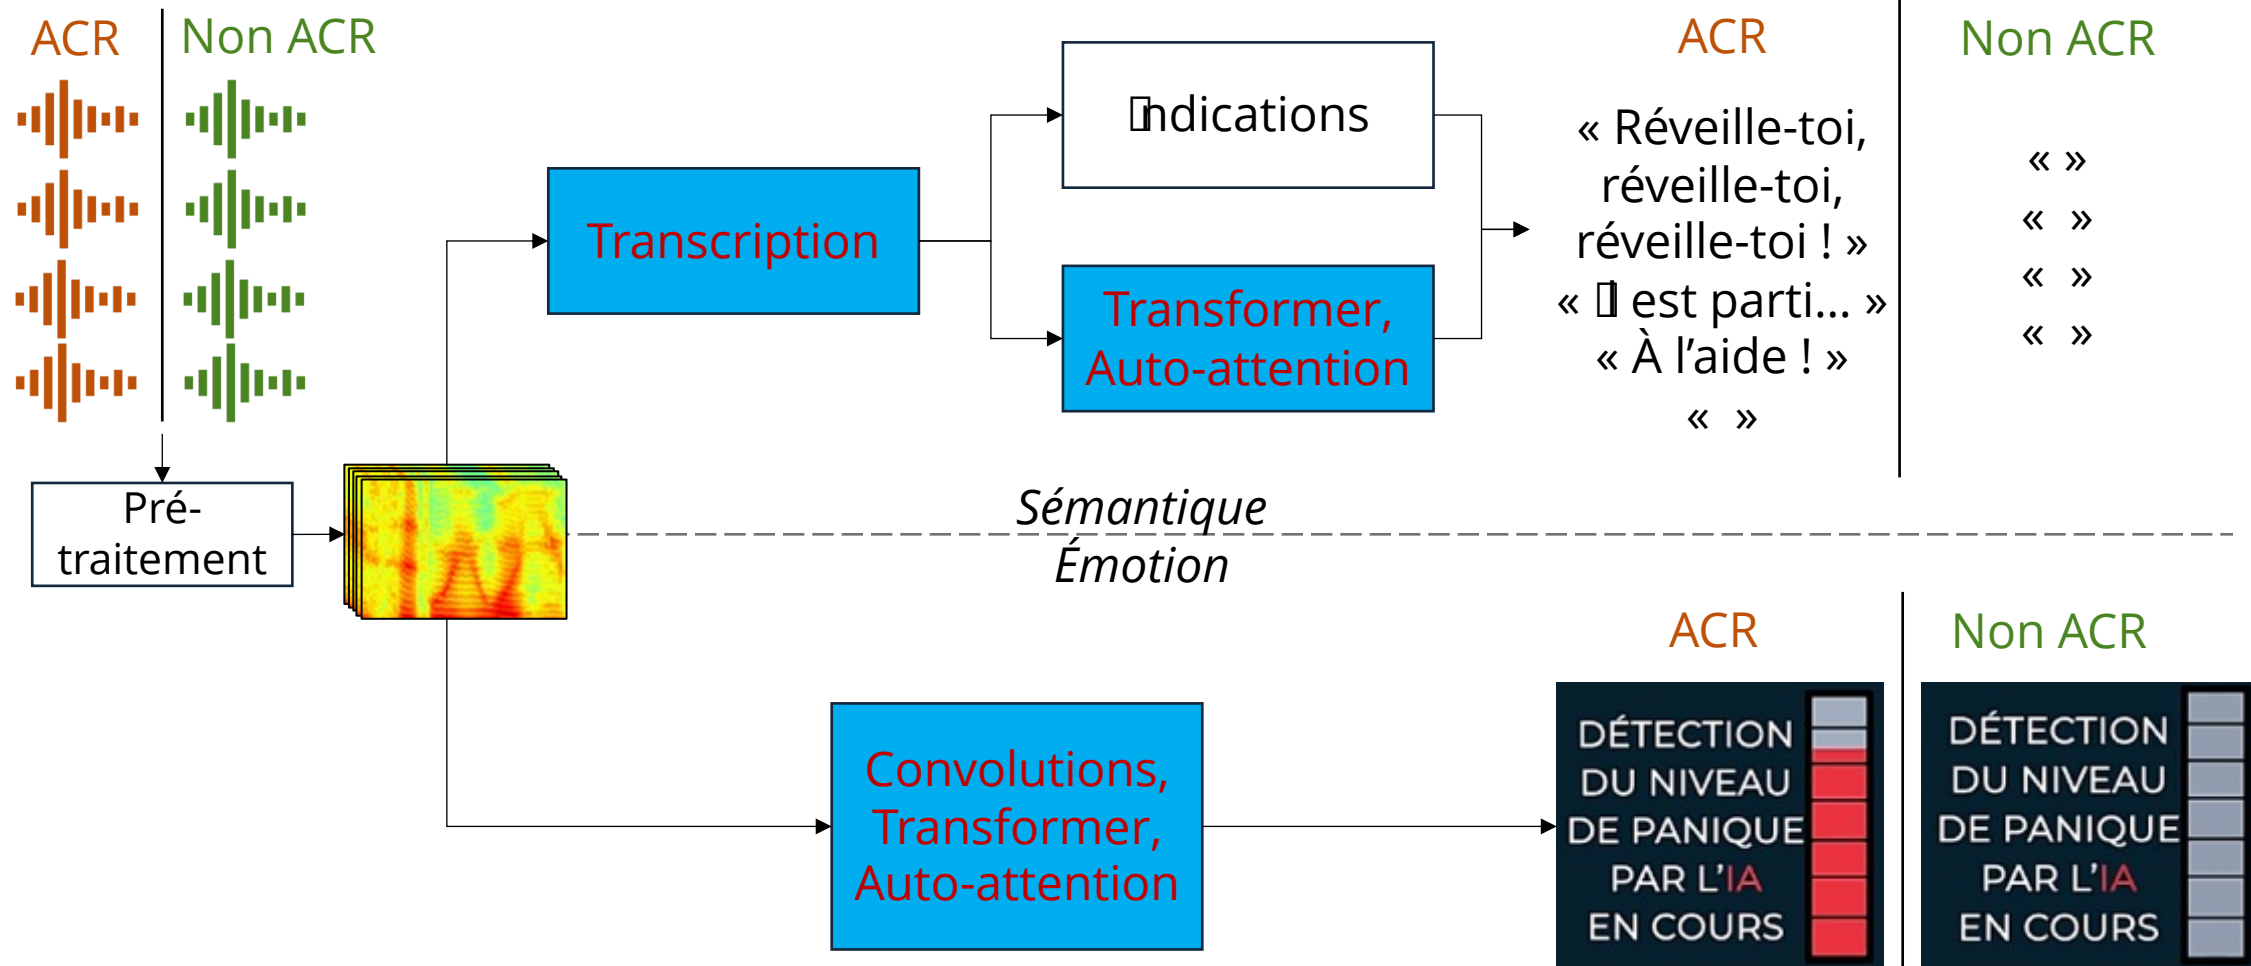 ACR
Non ACR
Pré-
traitement
Transcription
Indications
Transformer,
Auto-attention
ACR
« Réveille-toi,
réveille-toi,
réveille-toi ! »
« Il est parti... »
« À l’aide ! »
« »
Non ACR
« »
« »
« »
« »
Sémantique
Émotion
Convolutions,
Transformer,
Auto-attention
ACR
DÉTECTION
DU NIVEAU
DE PANIQUE
PAR L’IA
EN COURS
Non ACR
DÉTECTION
DU NIVEAU
DE PANIQUE
PAR L’IA
EN COURS